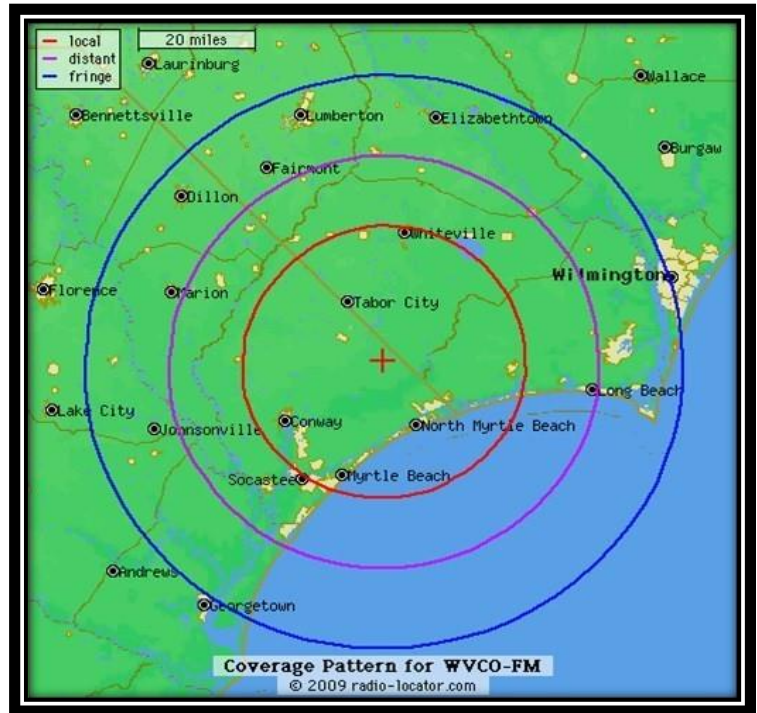 local
distant
fringe
20 miles
Laurinburg
Wallace
Bennettsville
Lumberton
Elizabethtown
Burgaw
Fairmont
Dillon
Whiteville
Wilmington
Florence
Marion
Tabor City
Long Beach
Lake City
Johnsonville
Conway
North Myrtle Beach
Socastee
Myrtle Beach
Andrews
Georgetown
Coverage Pattern for WVCO-FM
© 2009 radio-locator.com